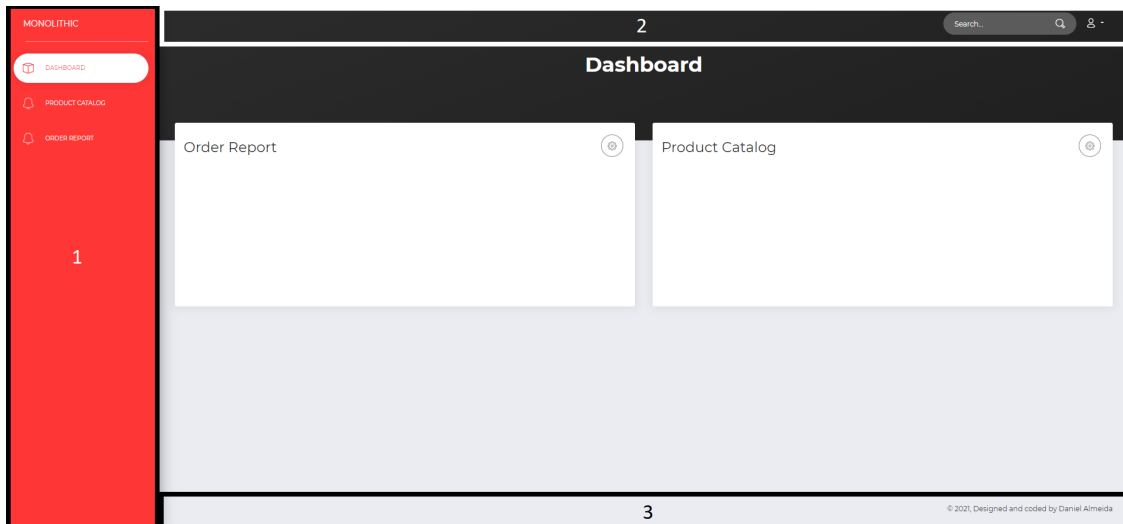 MONOLITHIC
DASHBOARD
PRODUCT CATALOG
ORDER REPORT
1
2
Search...
Dashboard
Order Report
Product Catalog
3
© 2021, Designed and coded by Daniel Almeida